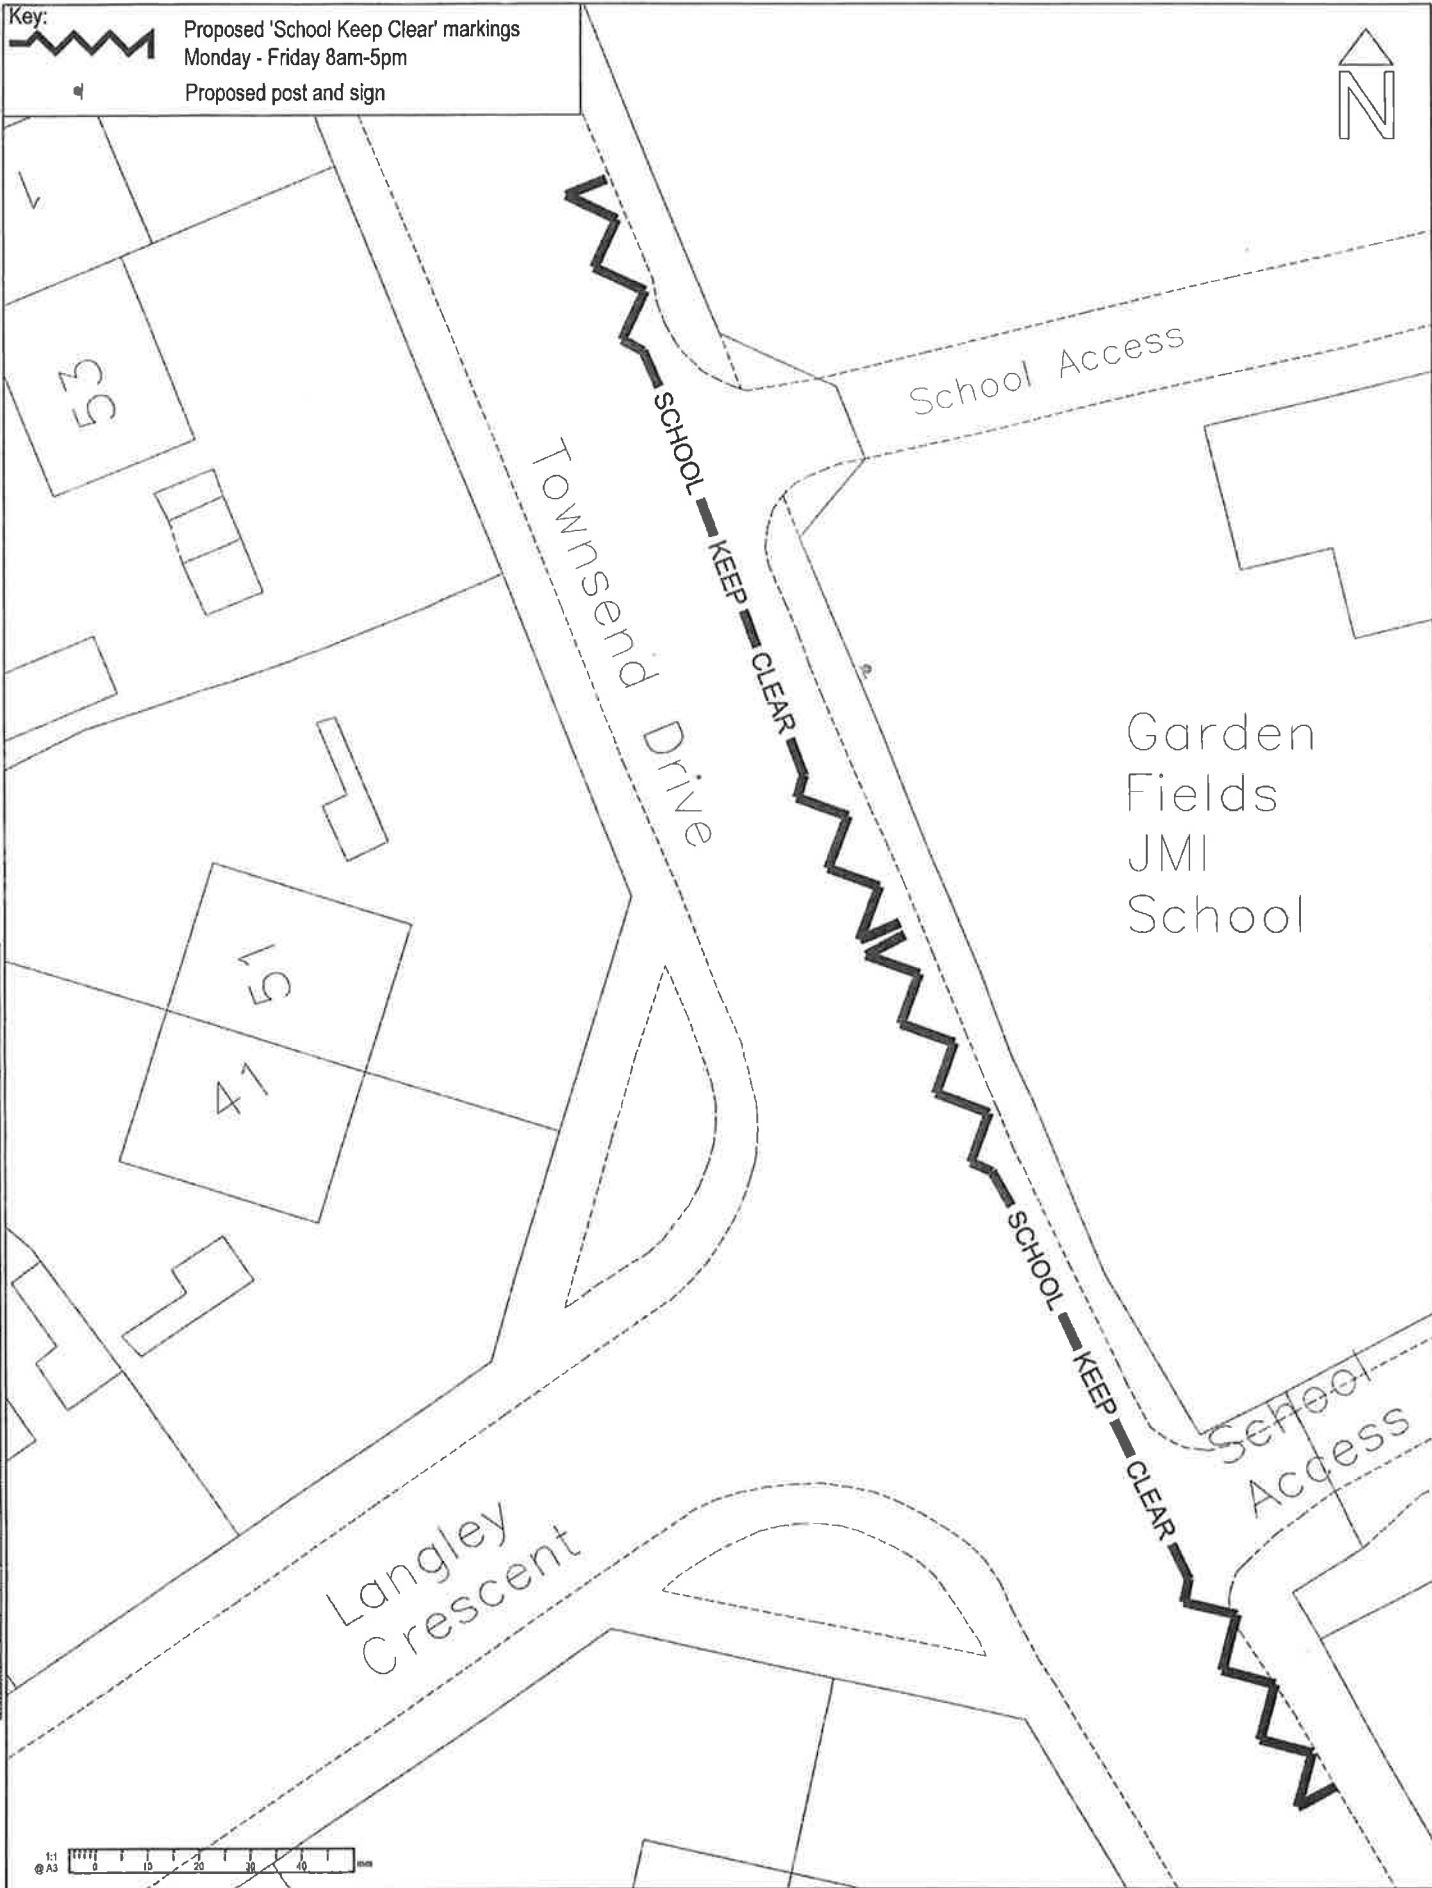 Key:
Proposed 'School Keep Clear' markings
Monday - Friday 8am-5pm
Proposed post and sign
N
1
53
School Access
SCHOOL KEEP CLEAR
Townsend Drive
Garden
Fields
JMI
School
51
41
SCHOOL KEEP CLEAR
School
Access
Langley
Crescent
1:1
@ A3
0 10 20 30 40 mm